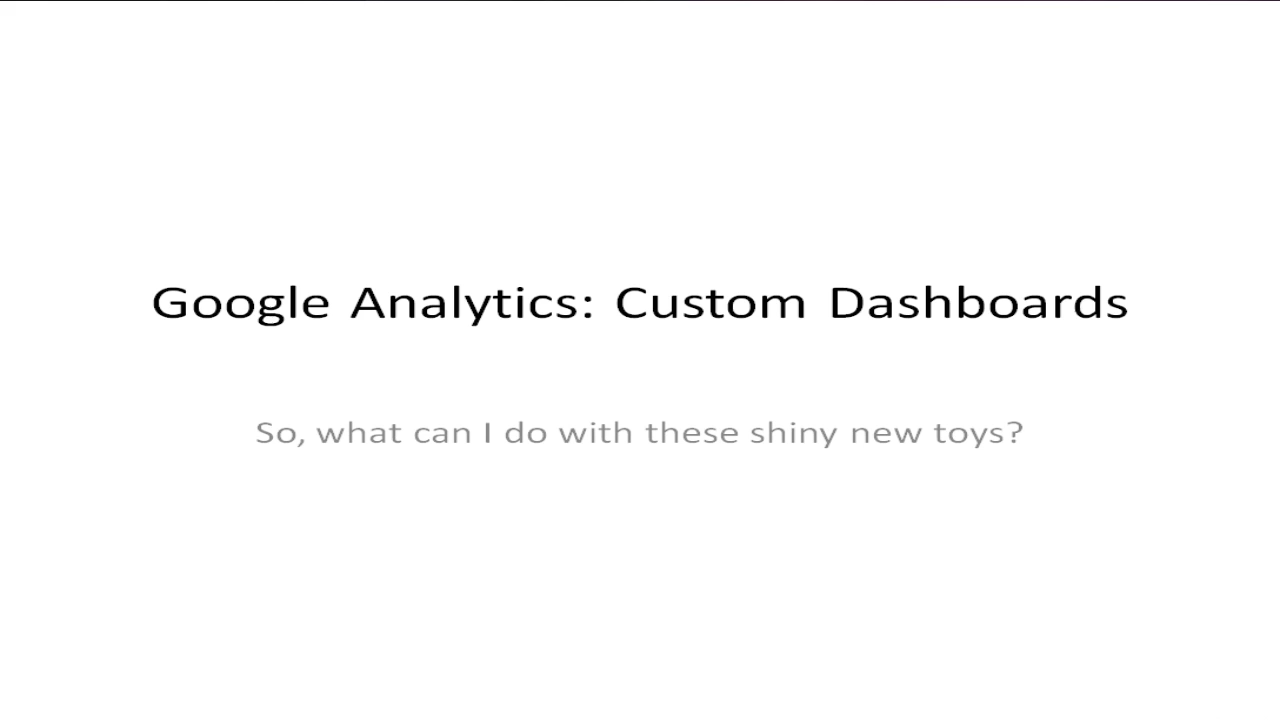 Google Analytics: Custom Dashboards
So, what can I do with these shiny new toys?